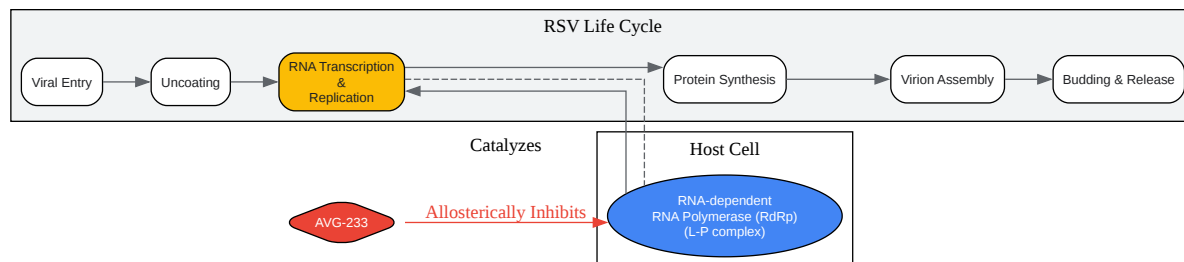 RSV Life Cycle
Viral Entry
Uncoating
RNA Transcription
&
Replication
Protein Synthesis
Virion Assembly
Budding & Release
Catalyzes
Host Cell
AVG-233
Allosterically Inhibits
RNA-dependent
RNA Polymerase (RdRp)
(L-P complex)